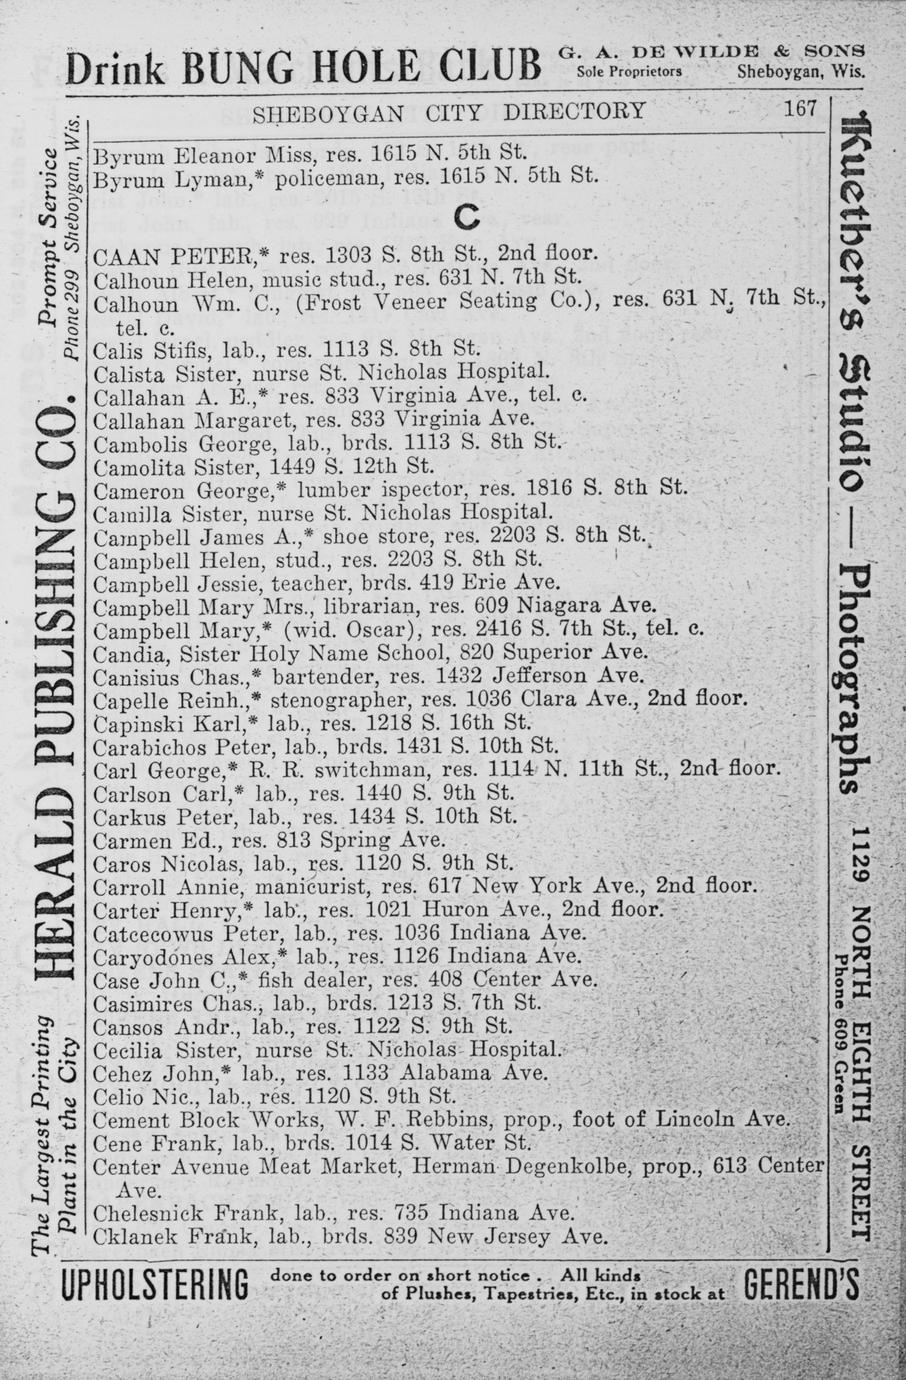 Drink BUNG HOLE CLUB G. A. DE WILDE & SONS
Sole Proprietors Sheboygan, Wis.
SHEBOYGAN CITY DIRECTORY 167
Byrum Eleanor Miss, res. 1615 N. 5th St.
Byrum Lyman,* policeman, res. 1615 N. 5th St.
C
CAAN PETER,* res. 1303 S. 8th St., 2nd floor.
Calhoun Helen, music stud., res. 631 N. 7th St.
Calhoun Wm. C., (Frost Veneer Seating Co.), res. 631 N. 7th St.,
tel. c.
Calis Stifis, lab., res. 1113 S. 8th St.
Calista Sister, nurse St. Nicholas Hospital.
Callahan A. E.,* res. 833 Virginia Ave., tel. c.
Callahan Margaret, res. 833 Virginia Ave.
Cambolis George, lab., brds. 1113 S. 8th St.
Camolita Sister, 1449 S. 12th St.
Cameron George,* lumber ispector, res. 1816 S. 8th St.
Camilla Sister, nurse St. Nicholas Hospital.
Campbell James A.,* shoe store, res. 2203 S. 8th St.
Campbell Helen, stud., res. 2203 S. 8th St.
Campbell Jessie, teacher, brds. 419 Erie Ave.
Campbell Mary Mrs., librarian, res. 609 Niagara Ave.
Campbell Mary,* (wid. Oscar), res. 2416 S. 7th St., tel. c.
Candia, Sister Holy Name School, 820 Superior Ave.
Canisius Chas.,* bartender, res. 1432 Jefferson Ave.
Capelle Reinh.,* stenographer, res. 1036 Clara Ave., 2nd floor.
Capinski Karl,* lab., res. 1218 S. 16th St.
Carabichos Peter, lab., brds. 1431 S. 10th St.
Carl George,* R. R. switchman, res. 1114 N. 11th St., 2nd floor.
Carlson Carl,* lab., res. 1440 S. 9th St.
Carkus Peter, lab., res. 1434 S. 10th St.
Carmen Ed., res. 813 Spring Ave.
Caros Nicolas, lab., res. 1120 S. 9th St.
Carroll Annie, manicurist, res. 617 New York Ave., 2nd floor.
Carter Henry,* lab., res. 1021 Huron Ave., 2nd floor.
Catcecowus Peter, lab., res. 1036 Indiana Ave.
Caryodones Alex,* lab., res. 1126 Indiana Ave.
Case John C.,* fish dealer, res. 408 Center Ave.
Casimires Chas., lab., brds. 1213 S. 7th St.
Cansos Andr., lab., res. 1122 S. 9th St.
Cecilia Sister, nurse St. Nicholas Hospital.
Cehez John,* lab., res. 1133 Alabama Ave.
Celio Nic., lab., res. 1120 S. 9th St.
Cement Block Works, W. F. Rebbins, prop., foot of Lincoln Ave.
Cene Frank, lab., brds. 1014 S. Water St.
Center Avenue Meat Market, Herman Degenkolbe, prop., 613 Center
Ave.
Chelesnick Frank, lab., res. 735 Indiana Ave.
Cklanek Frank, lab., brds. 839 New Jersey Ave.
The Largest Printing
Plant in the City
HERALD PUBLISHING CO.
Prompt Service
Phone 299 Sheboygan, Wis.
Kuether's Studio — Photographs
1129 NORTH EIGHTH STREET
Phone 609 Green
UPHOLSTERING done to order on short notice. All kinds
of Plushes, Tapestries, Etc., in stock at GEREND'S